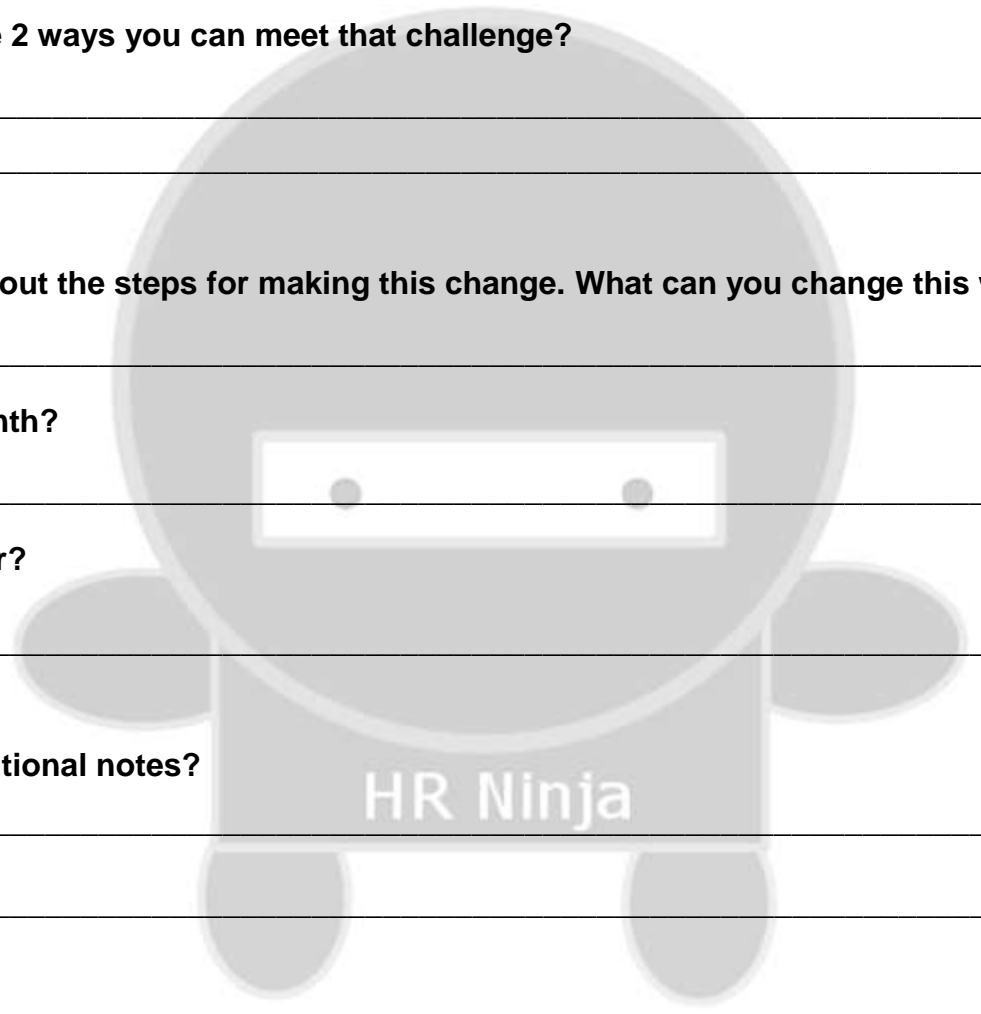 2 ways you can meet that challenge?
out the steps for making this change. What can you change this
nth?
r?
tional notes?
HR Ninja